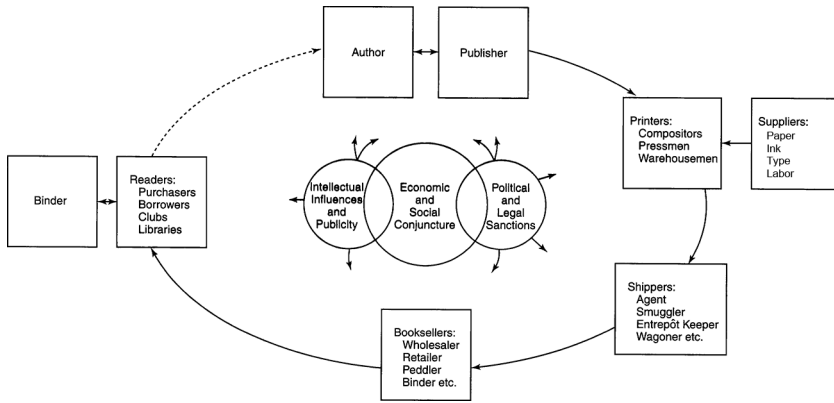 Author
Publisher
Printers:
Compositors
Pressmen
Warehousemen
Suppliers:
Paper
Ink
Type
Labor
Binder
Readers:
Purchasers
Borrowers
Clubs
Libraries
Intellectual
Influences
and
Publicity
Economic
and
Social
Conjuncture
Political
and
Legal
Sanctions
Shippers:
Agent
Smuggler
Entrepôt Keeper
Wagoner etc.
Booksellers:
Wholesaler
Retailer
Peddler
Binder etc.